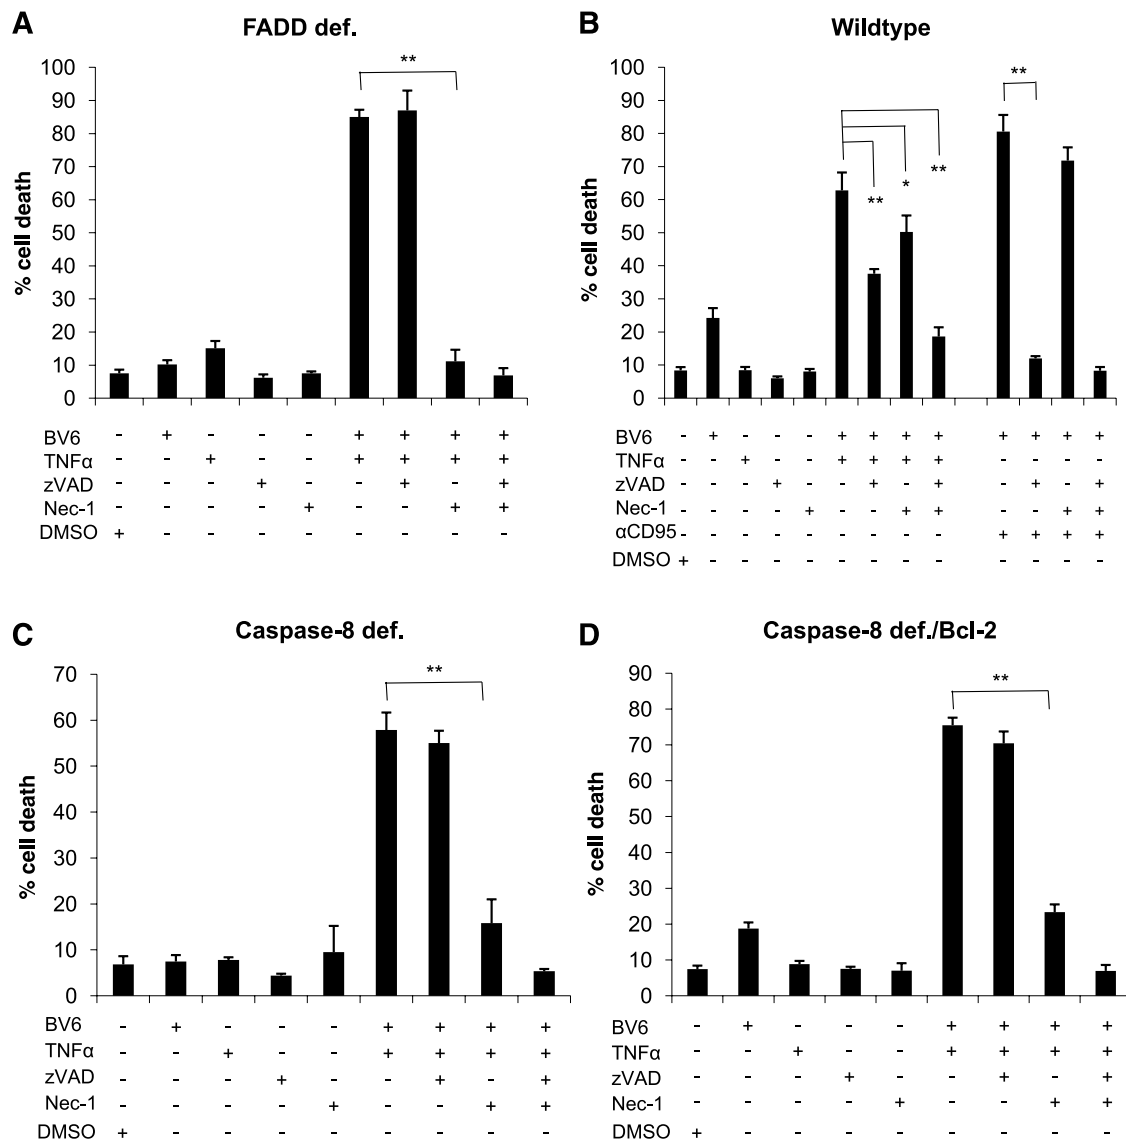 A
FADD def.
% cell death
100
90
80
70
60
50
40
30
20
10
0
**
BV6 - + - - - + + + +
TNFα - - + - - + + + +
zVAD - - - + - - + - +
Nec-1 - - - - + - - + +
DMSO + - - - - - - - -
B
Wildtype
% cell death
100
90
80
70
60
50
40
30
20
10
0
**
**
*
**
BV6 - + - - - + + + + + + + +
TNFα - - + - - + + + + - - - -
zVAD - - - + - - + - + - + - +
Nec-1 - - - - + - - + + - - + +
αCD95 - - - - - - - - - + + + +
DMSO + - - - - - - - - - - - -
C
Caspase-8 def.
% cell death
70
60
50
40
30
20
10
0
**
BV6 - + - - - + + + +
TNFα - - + - - + + + +
zVAD - - - + - - + - +
Nec-1 - - - - + - - + +
DMSO + - - - - - - - -
D
Caspase-8 def./Bcl-2
% cell death
90
80
70
60
50
40
30
20
10
0
**
BV6 - + - - - + + + +
TNFα - - + - - + + + +
zVAD - - - + - - + - +
Nec-1 - - - - + - - + +
DMSO + - - - - - - - -